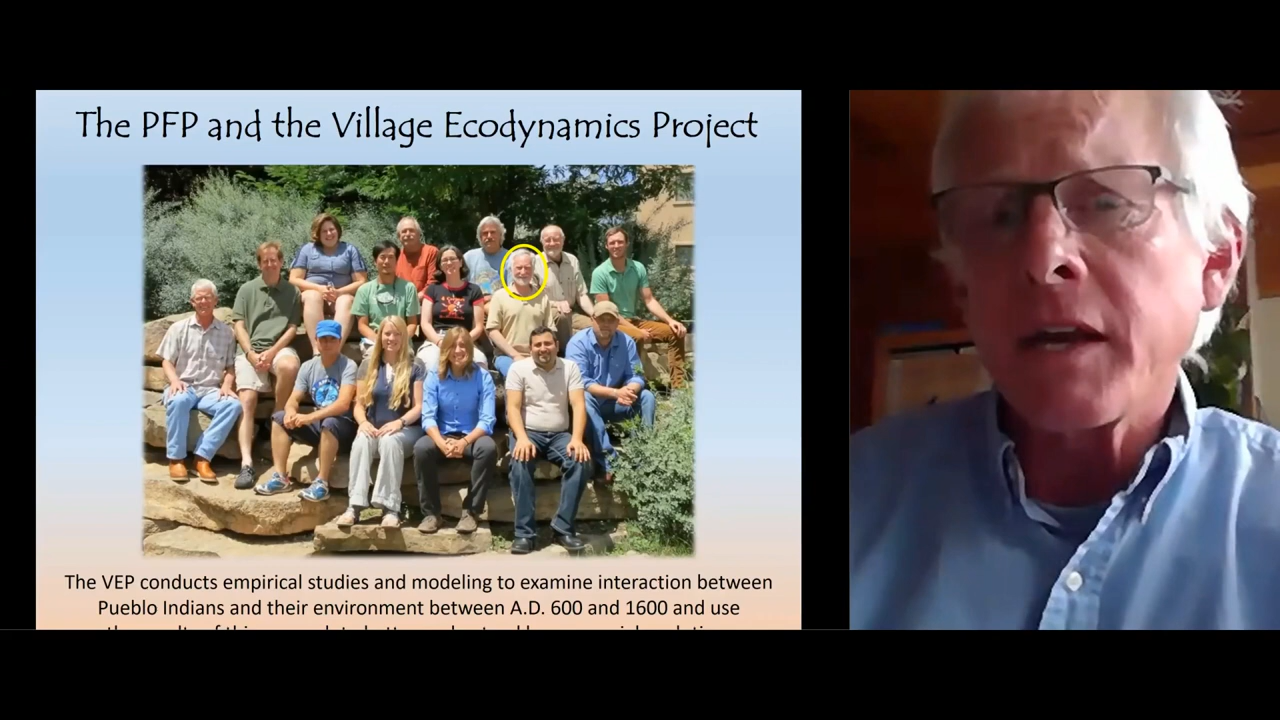 The PFP and the Village Ecodynamics Project
The VEP conducts empirical studies and modeling to examine interaction between
Pueblo Indians and their environment between A.D. 600 and 1600 and use